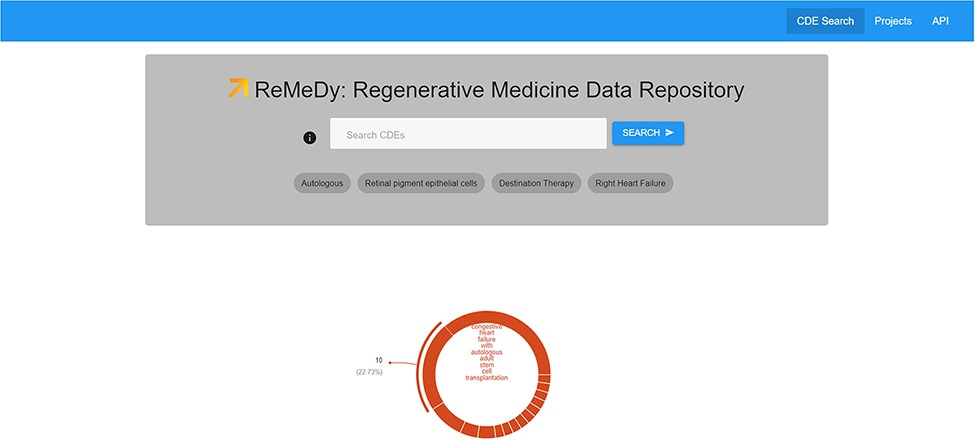 CDE Search Projects API
ReMeDy: Regenerative Medicine Data Repository
Search CDEs SEARCH
Autologous Retinal pigment epithelial cells Destination Therapy Right Heart Failure
congestive
heart
failure
with
autologous
adult
stem
cell
transplantation
10
(22.73%)